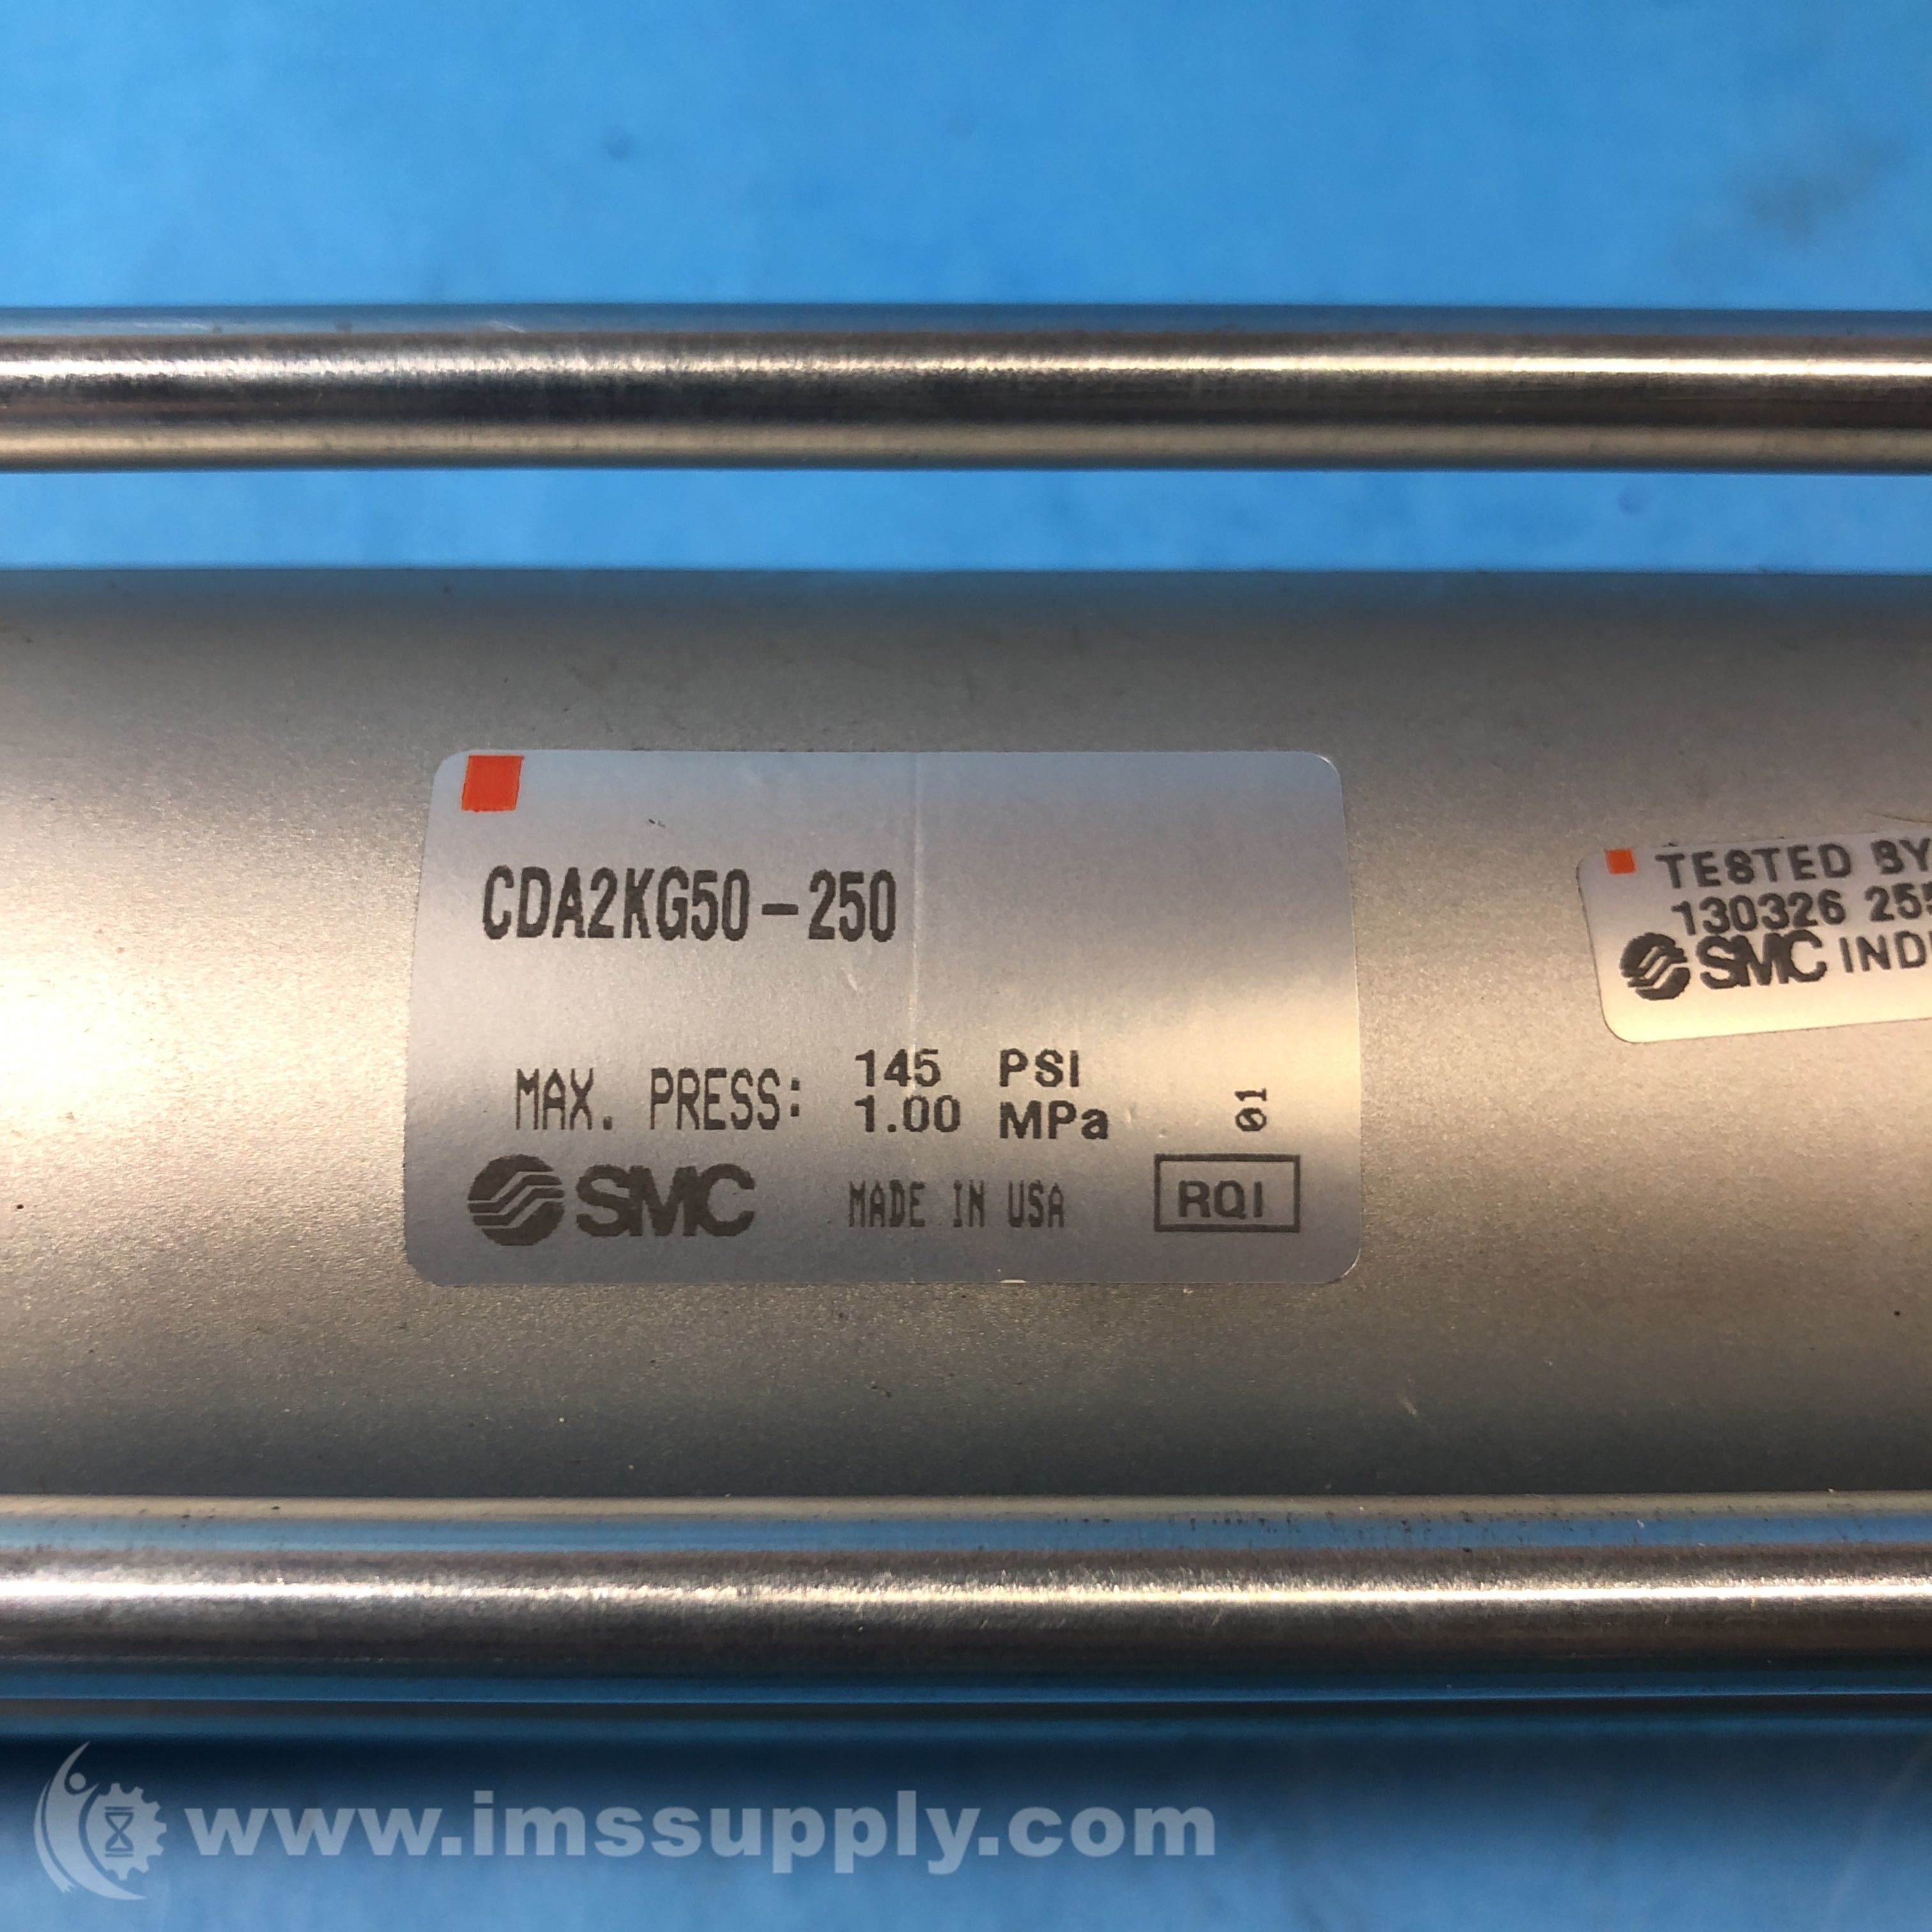 CDA2KG50-250
MAX. PRESS: 145 PSI
1.00 MPa
01
SMC MADE IN USA RQI
TESTED BY
130326
SMC
www.imssupply.com